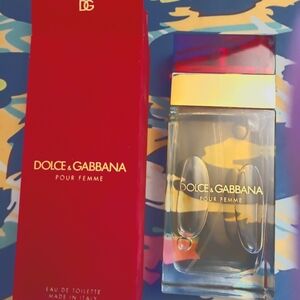 DG
DOLCE & GABBANA
POUR FEMME
EAU DE TOILETTE
MADE IN ITALY
DOLCE & GABBANA
POUR FEMME